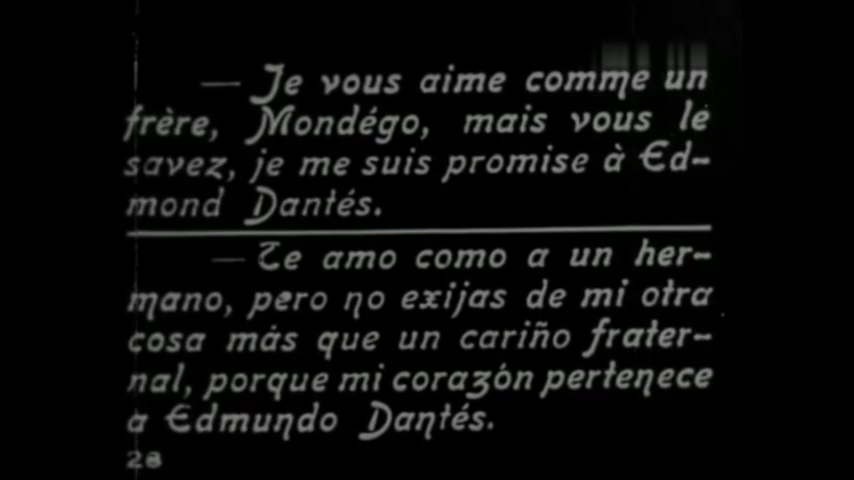 — Je vous aime comme un
frère, Mondégo, mais vous le
savez, je me suis promise à Ed-
mond Dantés.
— Te amo como a un her-
mano, pero no exijas de mi otra
cosa más que un cariño frater-
nal, porque mi corazón pertenece
a Edmundo Dantés.
28